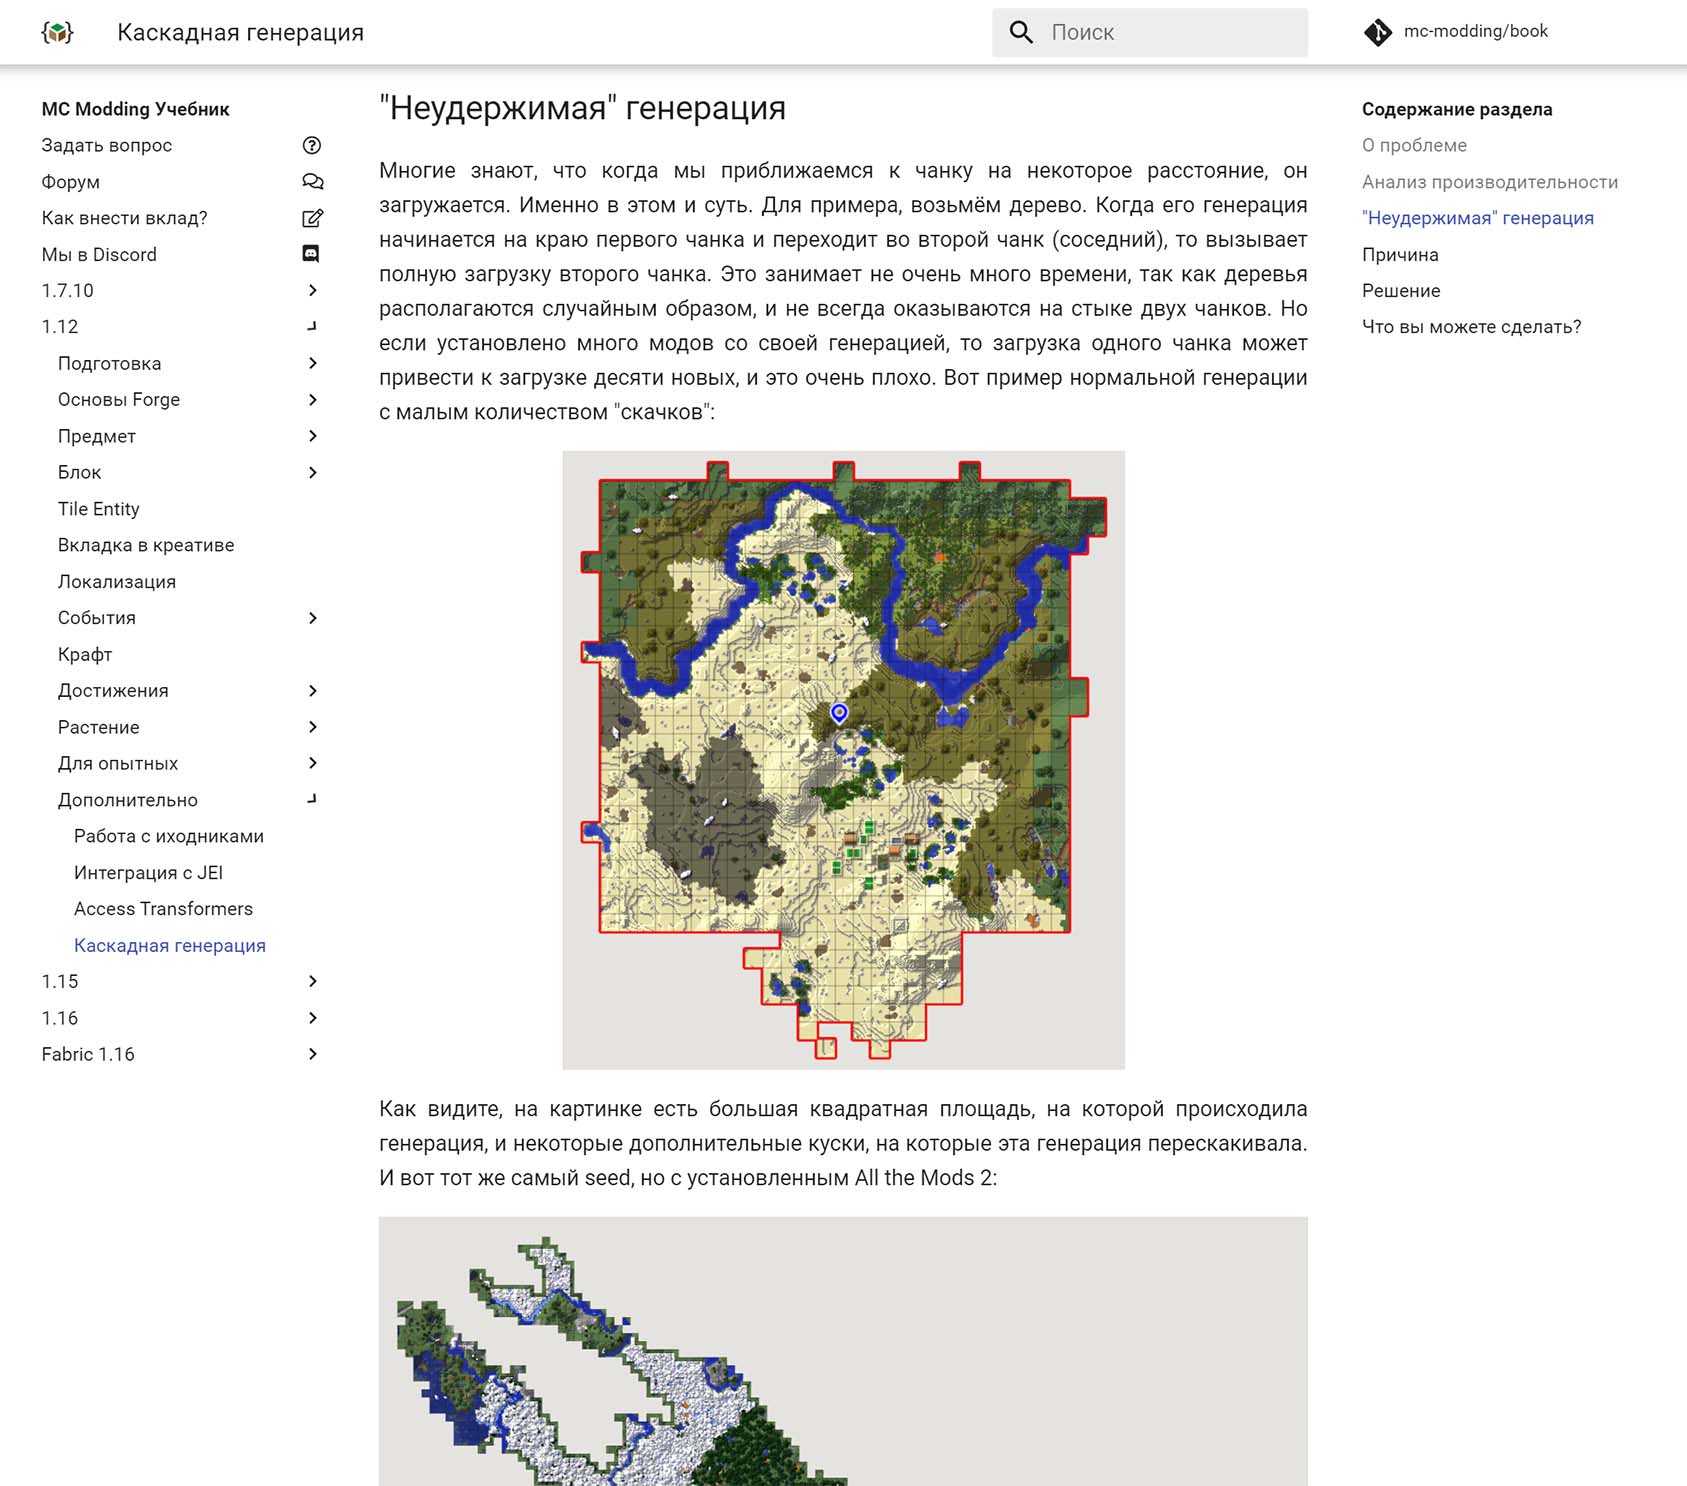 Каскадная генерация
Поиск
mc-modding/book
MC Modding Учебник
Задать вопрос
Форум
Как внести вклад?
Мы в Discord
1.7.10
1.12
Подготовка
Основы Forge
Предмет
Блок
Tile Entity
Вкладка в креативе
Локализация
События
Крафт
Достижения
Растение
Для опытных
Дополнительно
Работа с иходниками
Интеграция с JEI
Access Transformers
Каскадная генерация
1.15
1.16
Fabric 1.16
"Неудержимая" генерация
Многие знают, что когда мы приближаемся к чанку на некоторое расстояние, он
загружается. Именно в этом и суть. Для примера, возьмём дерево. Когда его генерация
начинается на краю первого чанка и переходит во второй чанк (соседний), то вызывает
полную загрузку второго чанка. Это занимает не очень много времени, так как деревья
располагаются случайным образом, и не всегда оказываются на стыке двух чанков. Но
если установлено много модов со своей генерацией, то загрузка одного чанка может
привести к загрузке десяти новых, и это очень плохо. Вот пример нормальной генерации
с малым количеством "скачков":
Как видите, на картинке есть большая квадратная площадь, на которой происходила
генерация, и некоторые дополнительные куски, на которые эта генерация перескакивала.
И вот тот же самый seed, но с установленным All the Mods 2:
Содержание раздела
О проблеме
Анализ производительности
"Неудержимая" генерация
Причина
Решение
Что вы можете сделать?